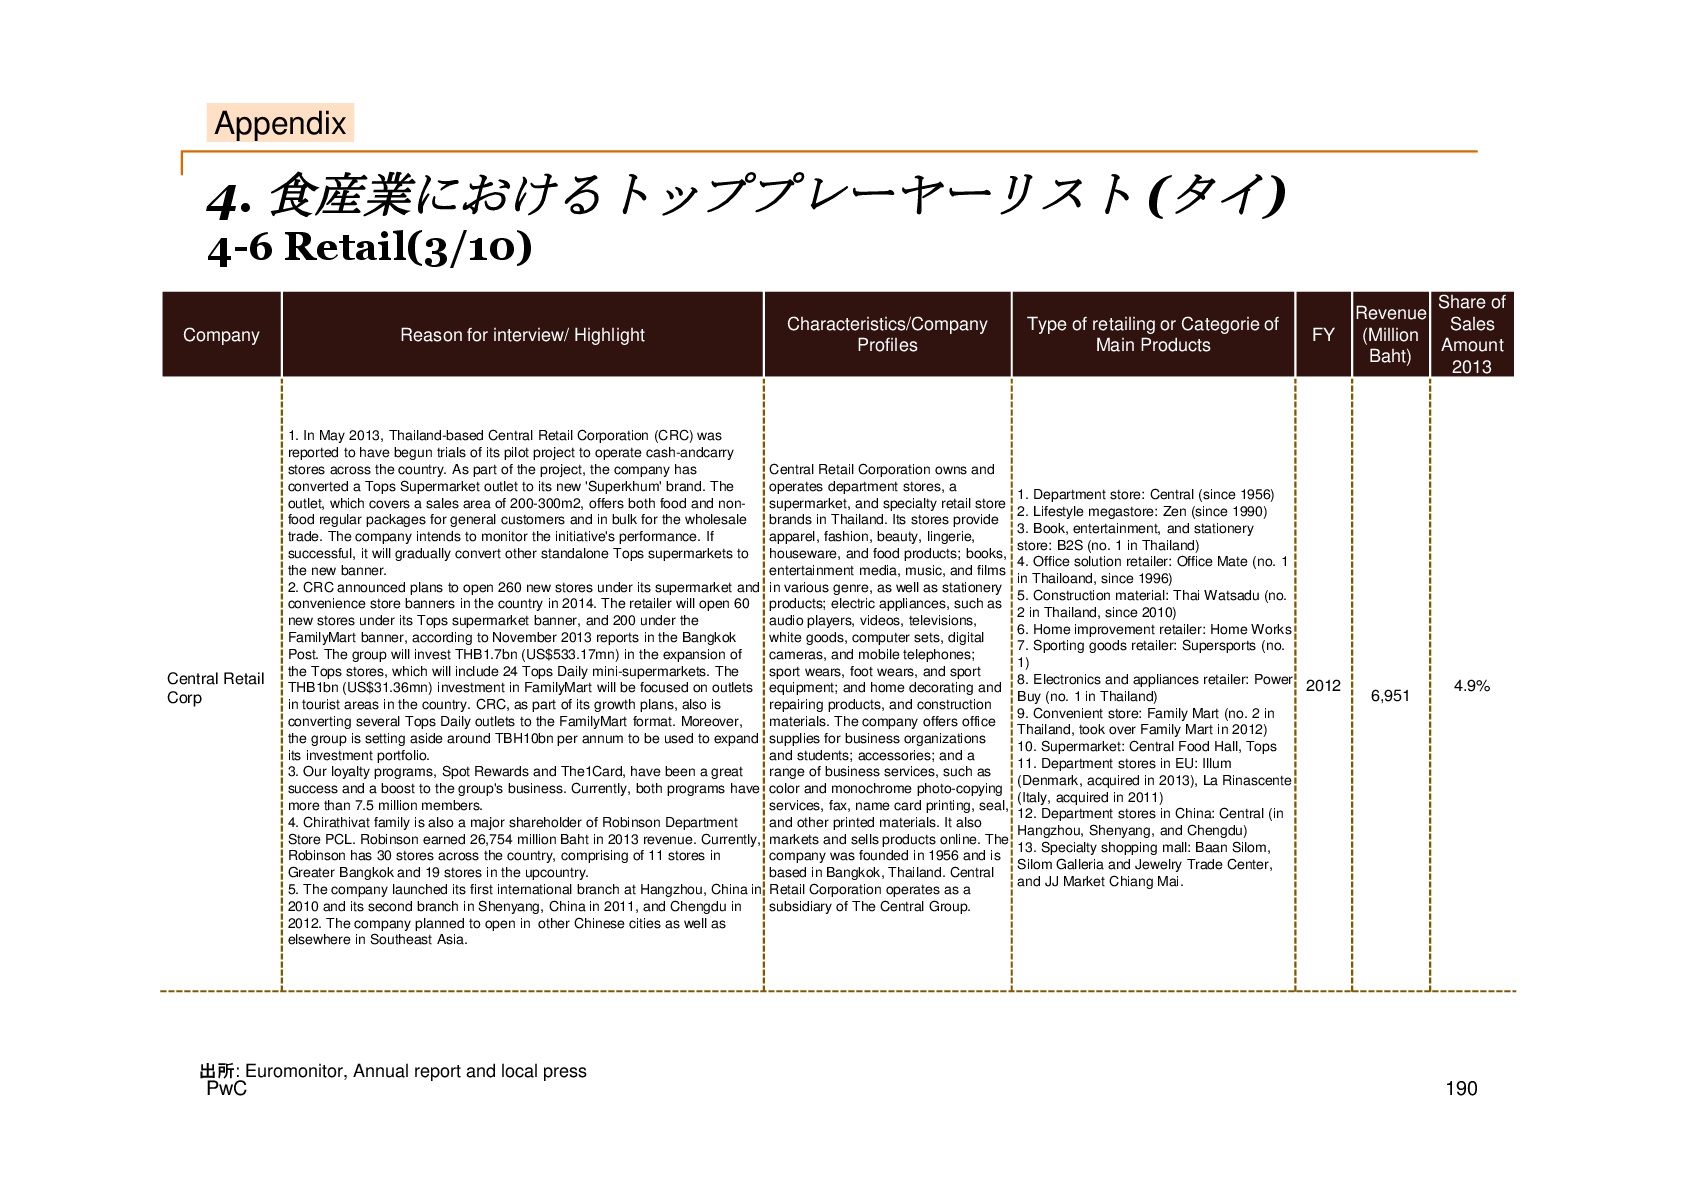 Appendix
4. 食産業におけるトッププレーヤーリスト(タイ)
4-6 Retail(3/10)
Company
Reason for interview/ Highlight
Characteristics/Company
Profiles
Type of retailing or Categorie of
Main Products
FY
Revenue
(Million
Baht)
Share of
Sales
Amount
2013
Central Retail
Corp
1. In May 2013, Thailand-based Central Retail Corporation (CRC) was
reported to have begun trials of its pilot project to operate cash-andcarry
stores across the country. As part of the project, the company has
converted a Tops Supermarket outlet to its new 'Superkhum' brand. The
outlet, which covers a sales area of 200-300m2, offers both food and non-
food regular packages for general customers and in bulk for the wholesale
trade. The company intends to monitor the initiative's performance. If
successful, it will gradually convert other standalone Tops supermarkets to
the new banner.
2. CRC announced plans to open 260 new stores under its supermarket and
convenience store banners in the country in 2014. The retailer will open 60
new stores under its Tops supermarket banner, and 200 under the
FamilyMart banner, according to November 2013 reports in the Bangkok
Post. The group will invest THB1.7bn (US$533.17mn) in the expansion of
the Tops stores, which will include 24 Tops Daily mini-supermarkets. The
THB1bn (US$31.36mn) investment in FamilyMart will be focused on outlets
in tourist areas in the country. CRC, as part of its growth plans, also is
converting several Tops Daily outlets to the FamilyMart format. Moreover,
the group is setting aside around TBH10bn per annum to be used to expand
its investment portfolio.
3. Our loyalty programs, Spot Rewards and The1Card, have been a great
success and a boost to the group's business. Currently, both programs have
more than 7.5 million members.
4. Chirathivat family is also a major shareholder of Robinson Department
Store PCL. Robinson earned 26,754 million Baht in 2013 revenue. Currently,
Robinson has 30 stores across the country, comprising of 11 stores in
Greater Bangkok and 19 stores in the upcountry.
5. The company launched its first international branch at Hangzhou, China in
2010 and its second branch in Shenyang, China in 2011, and Chengdu in
2012. The company planned to open in other Chinese cities as well as
elsewhere in Southeast Asia.
Central Retail Corporation owns and
operates department stores, a
supermarket, and specialty retail store
brands in Thailand. Its stores provide
apparel, fashion, beauty, lingerie,
houseware, and food products; books,
entertainment media, music, and films
in various genre, as well as stationery
products; electric appliances, such as
audio players, videos, televisions,
white goods, computer sets, digital
cameras, and mobile telephones;
sport wears, foot wears, and sport
equipment; and home decorating and
repairing products, and construction
materials. The company offers office
supplies for business organizations
and students; accessories; and a
range of business services, such as
color and monochrome photo-copying
services, fax, name card printing, seal,
and other printed materials. It also
markets and sells products online. The
company was founded in 1956 and is
based in Bangkok, Thailand. Central
Retail Corporation operates as a
subsidiary of The Central Group.
1. Department store: Central (since 1956)
2. Lifestyle megastore: Zen (since 1990)
3. Book, entertainment, and stationery
store: B2S (no. 1 in Thailand)
4. Office solution retailer: Office Mate (no. 1
in Thailoand, since 1996)
5. Construction material: Thai Watsadu (no.
2 in Thailand, since 2010)
6. Home improvement retailer: Home Works
7. Sporting goods retailer: Supersports (no.
1)
8. Electronics and appliances retailer: Power
Buy (no. 1 in Thailand)
9. Convenient store: Family Mart (no. 2 in
Thailand, took over Family Mart in 2012)
10. Supermarket: Central Food Hall, Tops
11. Department stores in EU: Illum
(Denmark, acquired in 2013), La Rinascente
(Italy, acquired in 2011)
12. Department stores in China: Central (in
Hangzhou, Shenyang, and Chengdu)
13. Specialty shopping mall: Baan Silom,
Silom Galleria and Jewelry Trade Center,
and JJ Market Chiang Mai.
2012
6,951
4.9%
出所: Euromonitor, Annual report and local press
PwC
190